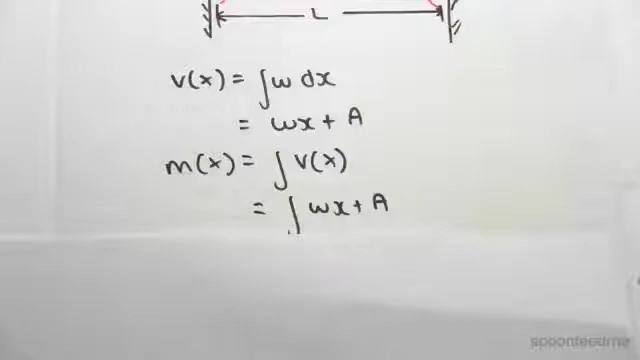 L
v(x) = ∫ w dx
= wx + A
m(x) = ∫ v(x)
= ∫ wx + A
spoonfeedme